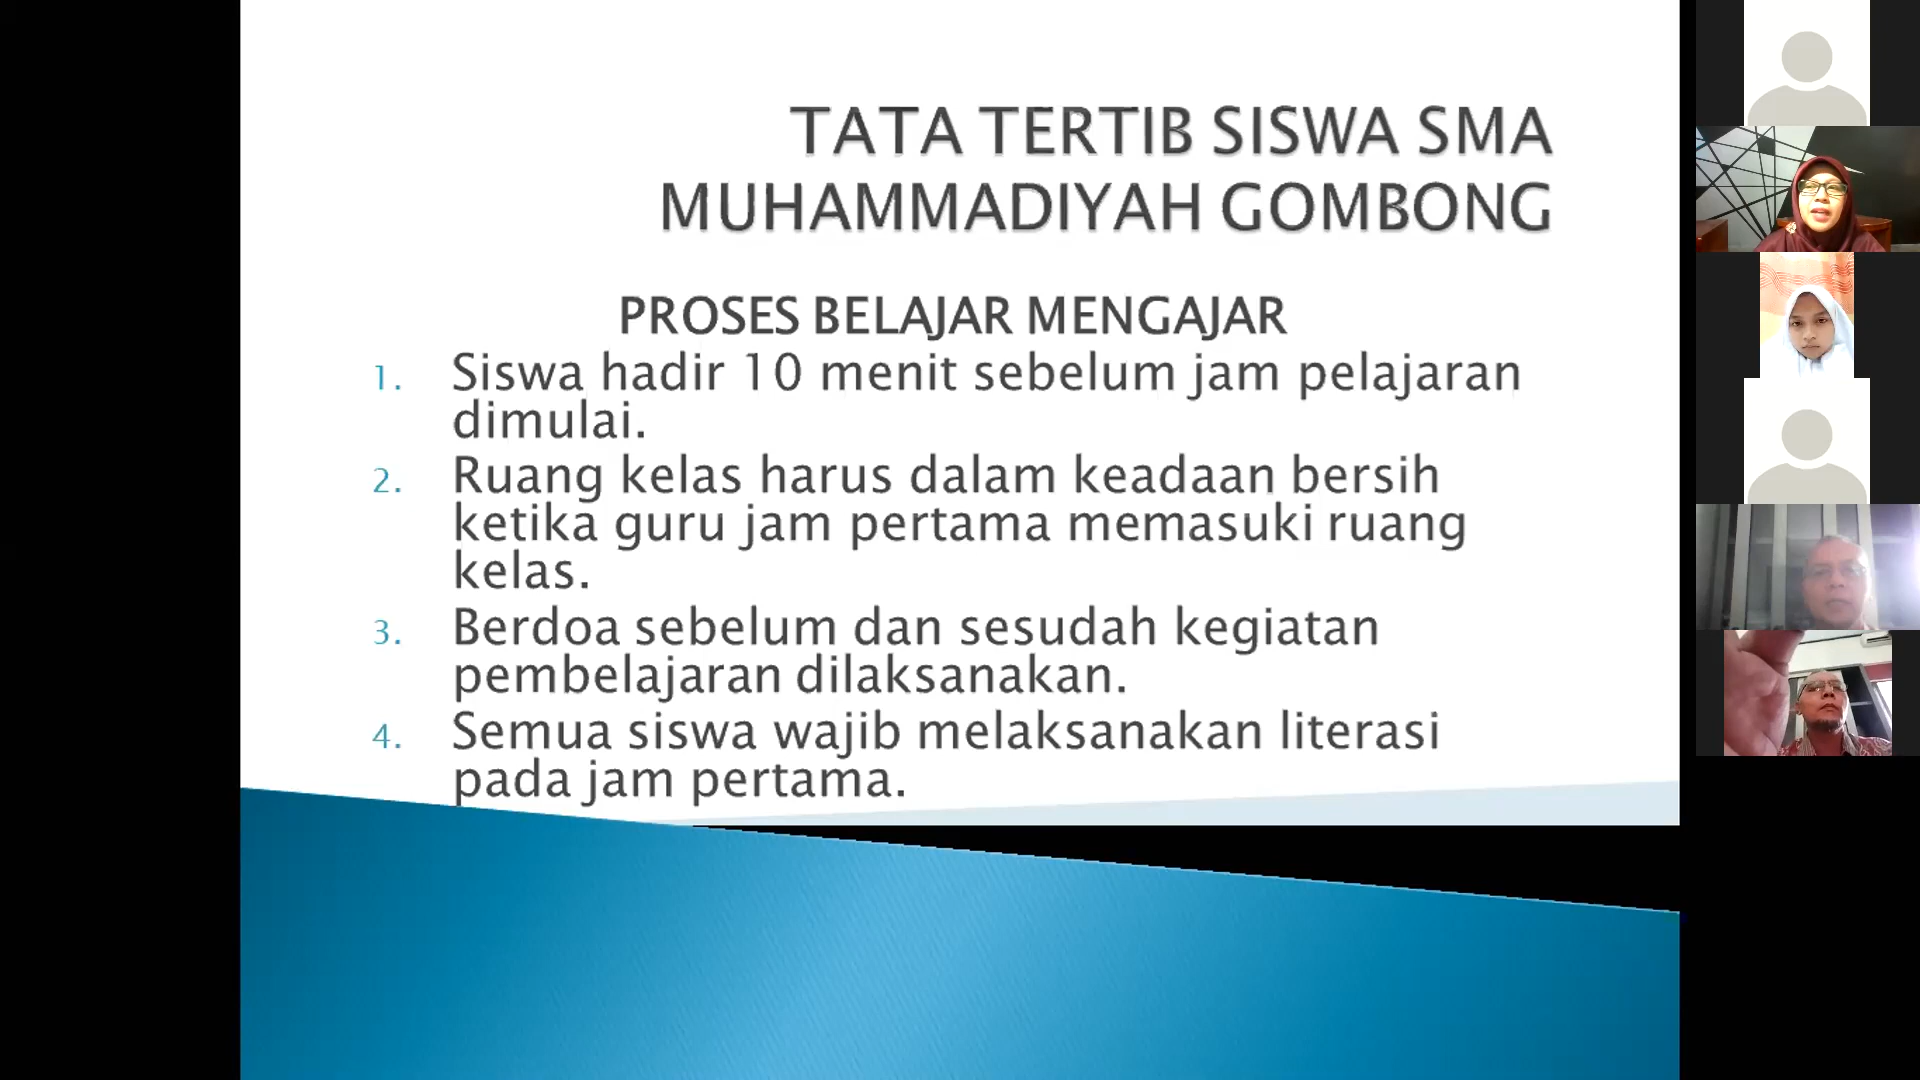 TATA TERTIB SISWA SMA
MUHAMMADIYAH GOMBONG
PROSES BELAJAR MENGAJAR
1. Siswa hadir 10 menit sebelum jam pelajaran
dimulai.
2. Ruang kelas harus dalam keadaan bersih
ketika guru jam pertama memasuki ruang
kelas.
3. Berdoa sebelum dan sesudah kegiatan
pembelajaran dilaksanakan.
4. Semua siswa wajib melaksanakan literasi
pada jam pertama.